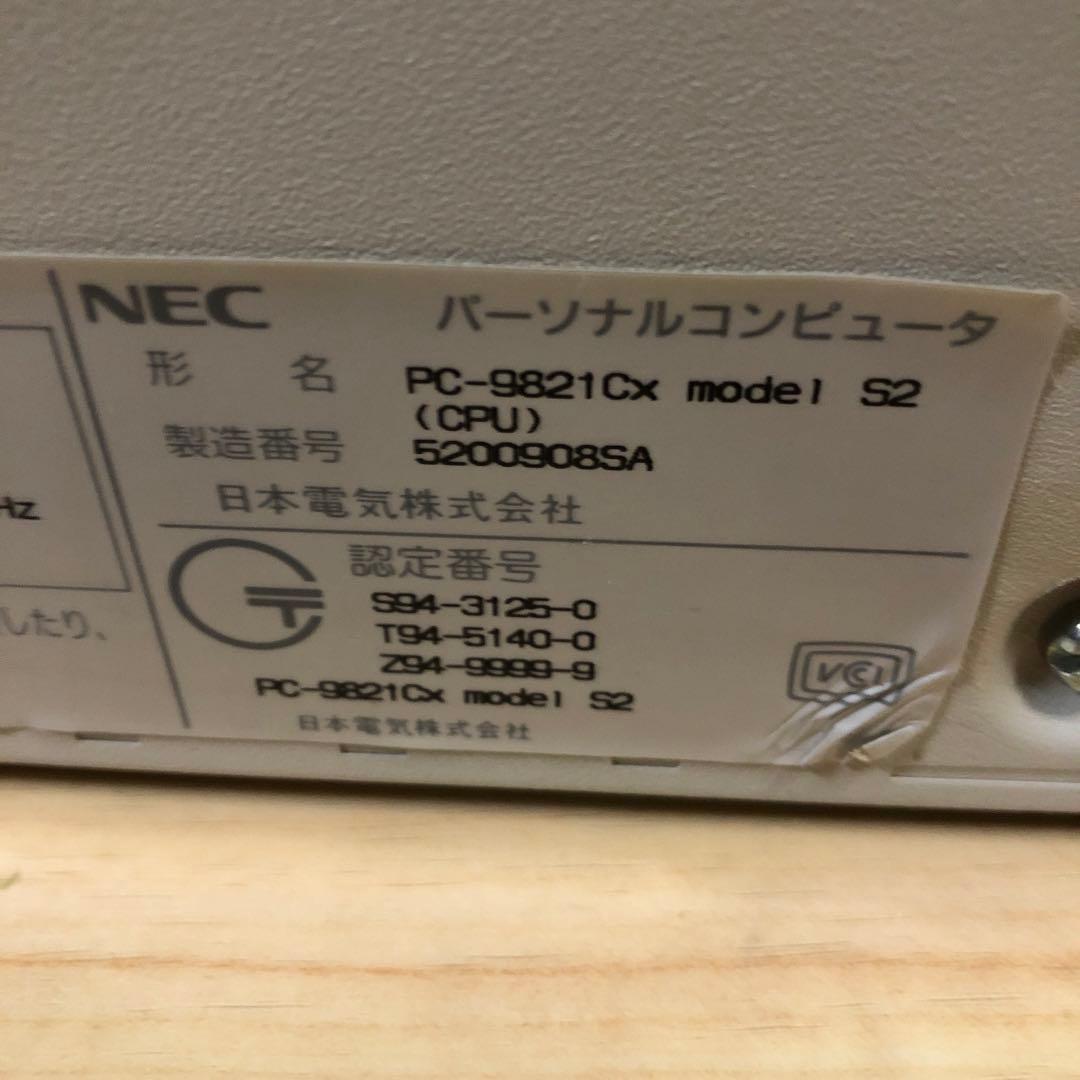 NEC パーソナルコンピュータ
形 名 PC-9821Cx model S2
(CPU)
製造番号 5200908SA
日本電気株式会社
Hz
したり、
認定番号
S94-3125-0
T94-5140-0
Z94-9999-9
PC-9821Cx model S2
日本電気株式会社
VCI